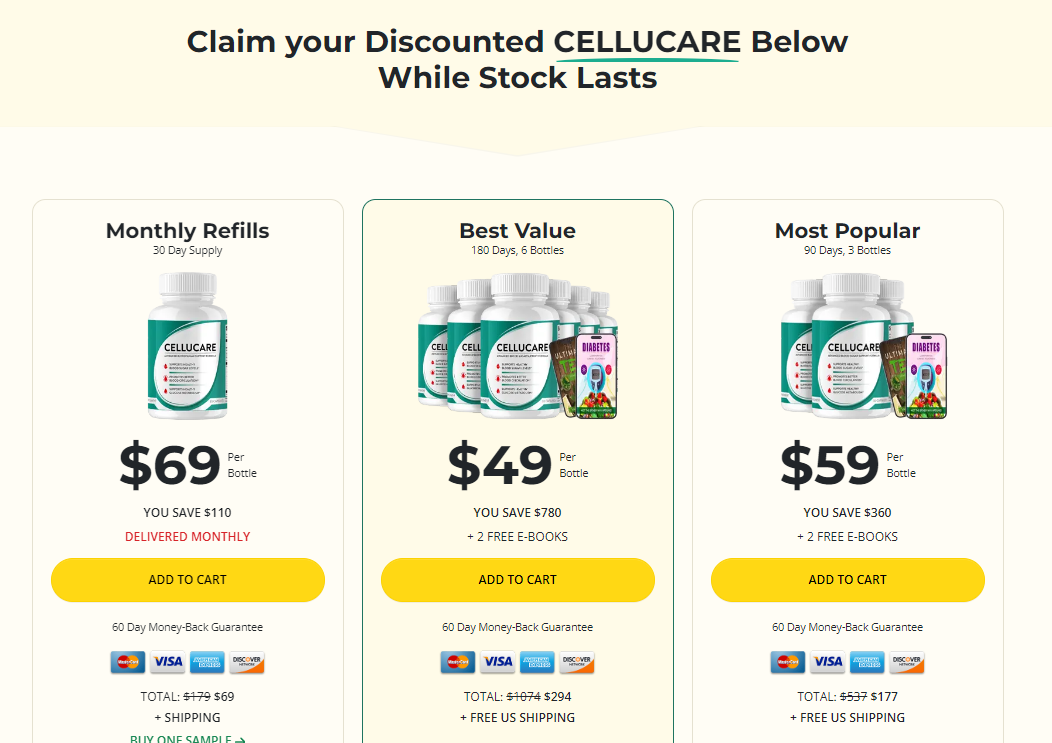 Claim your Discounted CELLUCARE Below
While Stock Lasts
Monthly Refills
30 Day Supply
CELLUCARE
$69 Per Bottle
YOU SAVE $110
DELIVERED MONTHLY
ADD TO CART
60 Day Money-Back Guarantee
MasterCard VISA AMERICAN EXPRESS DISCOVER NETWORK
TOTAL: $179 $69
+ SHIPPING
BUY ONE SAMPLE →
Best Value
180 Days, 6 Bottles
CELLUCARE
DIABETES
$49 Per Bottle
YOU SAVE $780
+ 2 FREE E-BOOKS
ADD TO CART
60 Day Money-Back Guarantee
MasterCard VISA AMERICAN EXPRESS DISCOVER NETWORK
TOTAL: $1074 $294
+ FREE US SHIPPING
Most Popular
90 Days, 3 Bottles
CELLUCARE
DIABETES
$59 Per Bottle
YOU SAVE $360
+ 2 FREE E-BOOKS
ADD TO CART
60 Day Money-Back Guarantee
MasterCard VISA AMERICAN EXPRESS DISCOVER NETWORK
TOTAL: $537 $177
+ FREE US SHIPPING